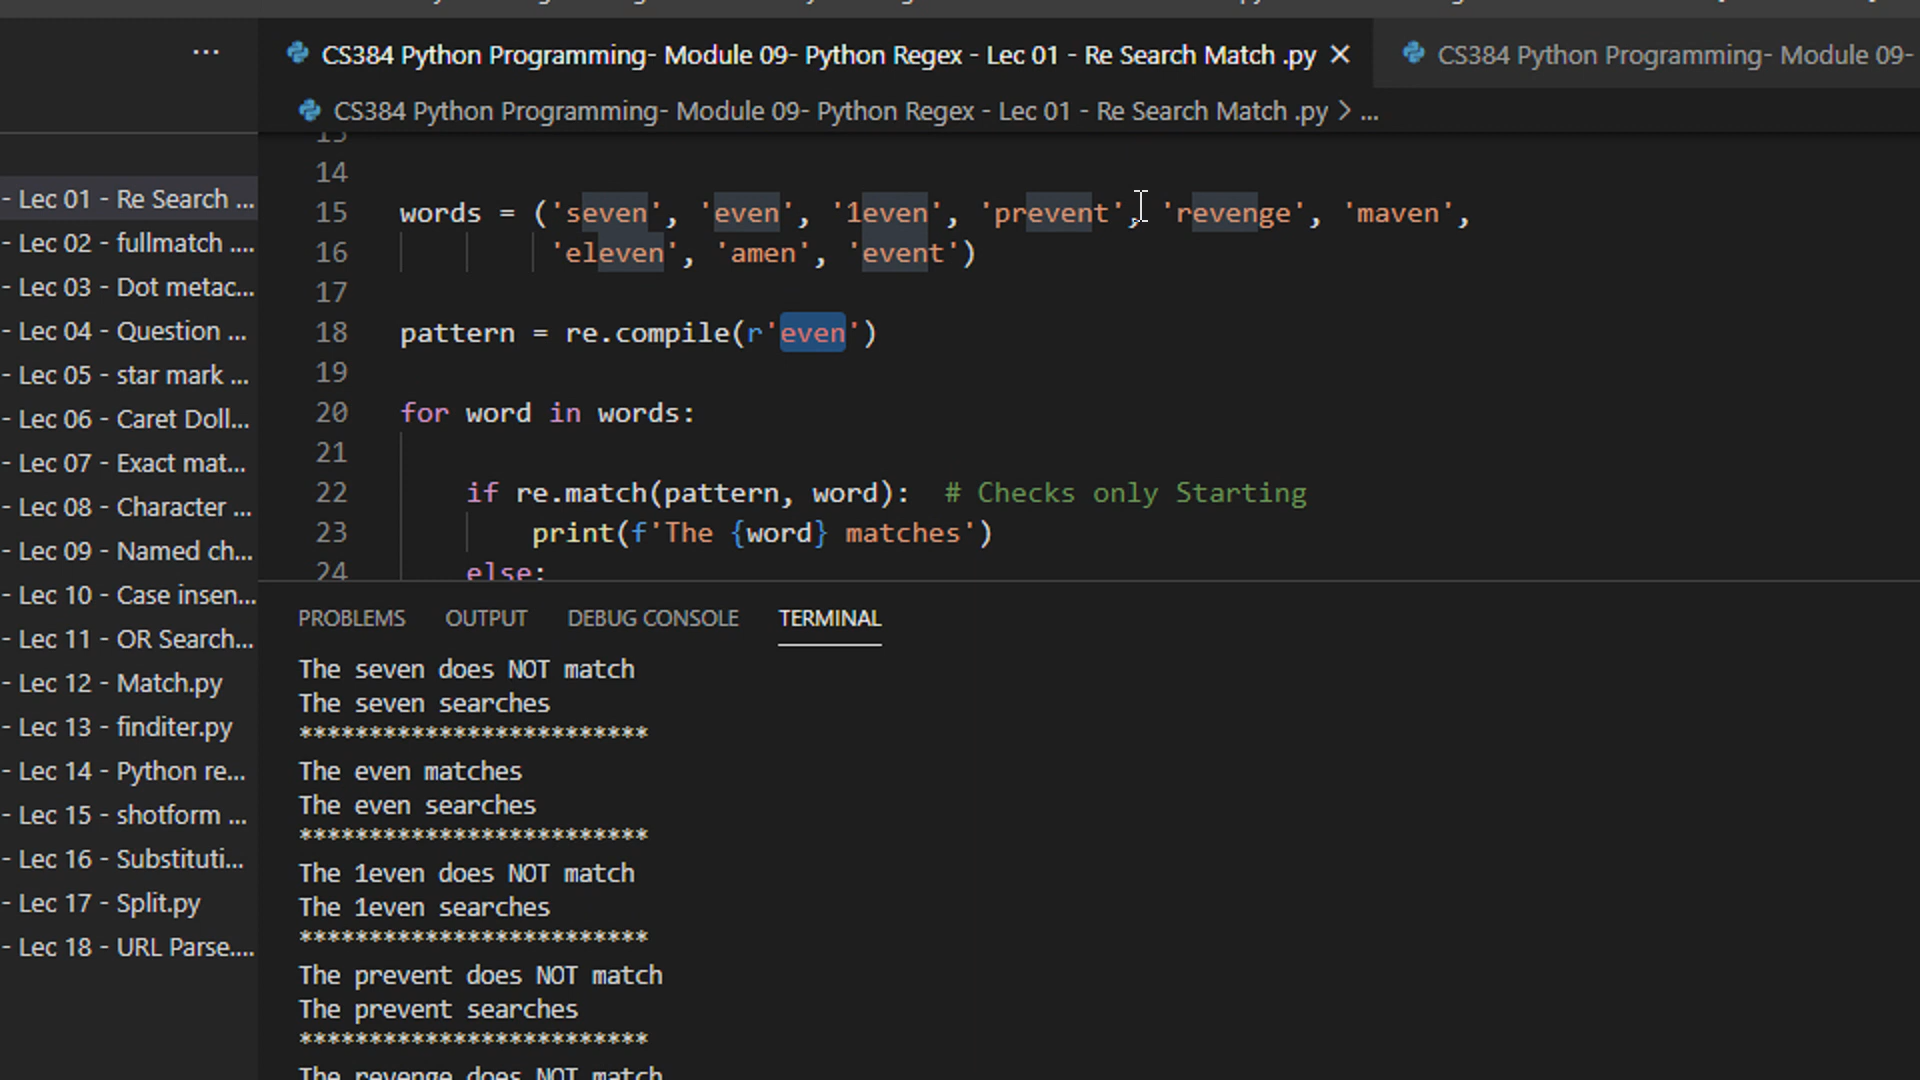 ...
CS384 Python Programming- Module 09- Python Regex - Lec 01 - Re Search Match .py
CS384 Python Programming- Module 09-
CS384 Python Programming- Module 09- Python Regex - Lec 01 - Re Search Match .py > ...
- Lec 01 - Re Search ...
- Lec 02 - fullmatch ....
- Lec 03 - Dot metac...
- Lec 04 - Question ...
- Lec 05 - star mark ...
- Lec 06 - Caret Doll...
- Lec 07 - Exact mat...
- Lec 08 - Character ...
- Lec 09 - Named ch...
- Lec 10 - Case insen...
- Lec 11 - OR Search...
- Lec 12 - Match.py
- Lec 13 - finditer.py
- Lec 14 - Python re...
- Lec 15 - shotform ...
- Lec 16 - Substituti...
- Lec 17 - Split.py
- Lec 18 - URL Parse....
14
15 words = ('seven', 'even', '1even', 'prevent', 'revenge', 'maven',
16 'eleven', 'amen', 'event')
17
18 pattern = re.compile(r'even')
19
20 for word in words:
21
22 if re.match(pattern, word): # Checks only Starting
23 print(f'The {word} matches')
24 else:
PROBLEMS OUTPUT DEBUG CONSOLE TERMINAL
The seven does NOT match
The seven searches
*************************
The even matches
The even searches
*************************
The 1even does NOT match
The 1even searches
*************************
The prevent does NOT match
The prevent searches
*************************
The revenge does NOT match